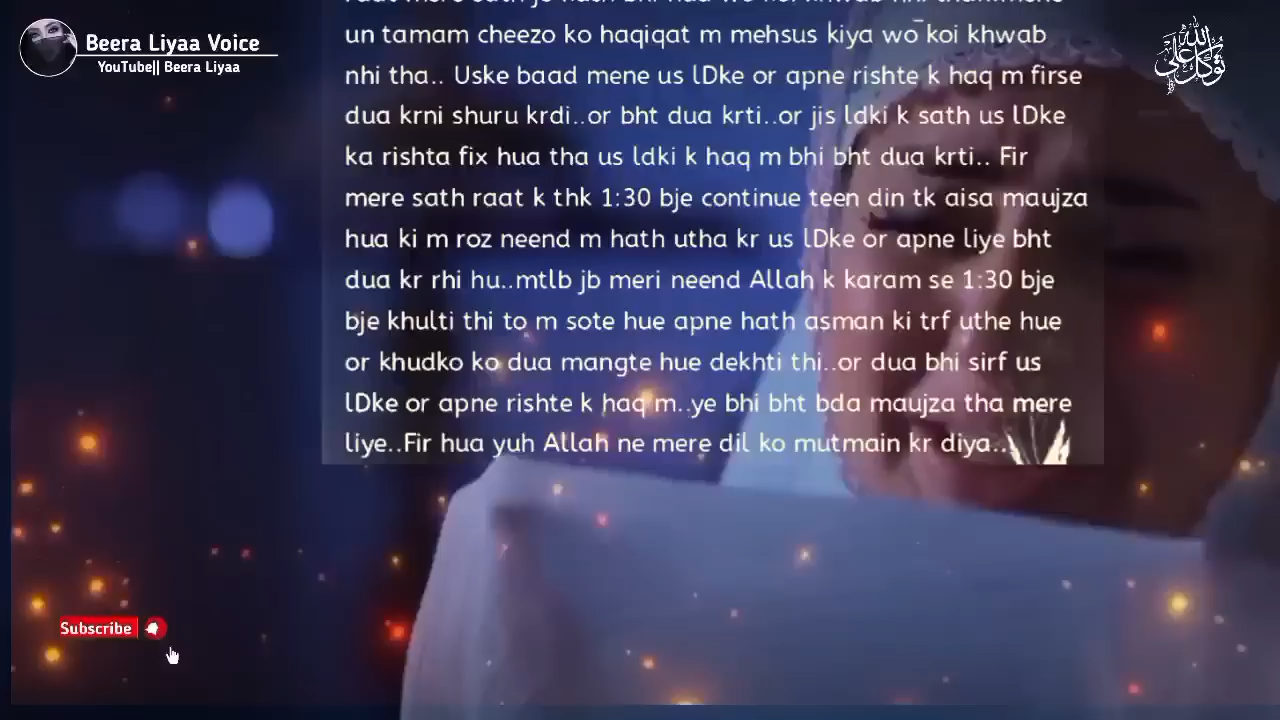 Beera Liyaa Voice
YouTube|| Beera Liyaa
un tamam cheezo ko haqiqat m mehsus kiya wo koi khwab
nhi tha.. Uske baad mene us lDke or apne rishte k haq m firse
dua krni shuru krdi..or bht dua krti..or jis ldki k sath us lDke
ka rishta fix hua tha us ldki k haq m bhi bht dua krti.. Fir
mere sath raat k thk 1:30 bje continue teen din tk aisa maujza
hua ki m roz neend m hath utha kr us lDke or apne liye bht
dua kr rhi hu..mtlb jb meri neend Allah k karam se 1:30 bje
bje khulti thi to m sote hue apne hath asman ki trf uthe hue
or khudko ko dua mangte hue dekhti thi..or dua bhi sirf us
lDke or apne rishte k haq m..ye bhi bht bda maujza tha mere
liye..Fir hua yuh Allah ne mere dil ko mutmain kr diya..
توكل على الله
Subscribe